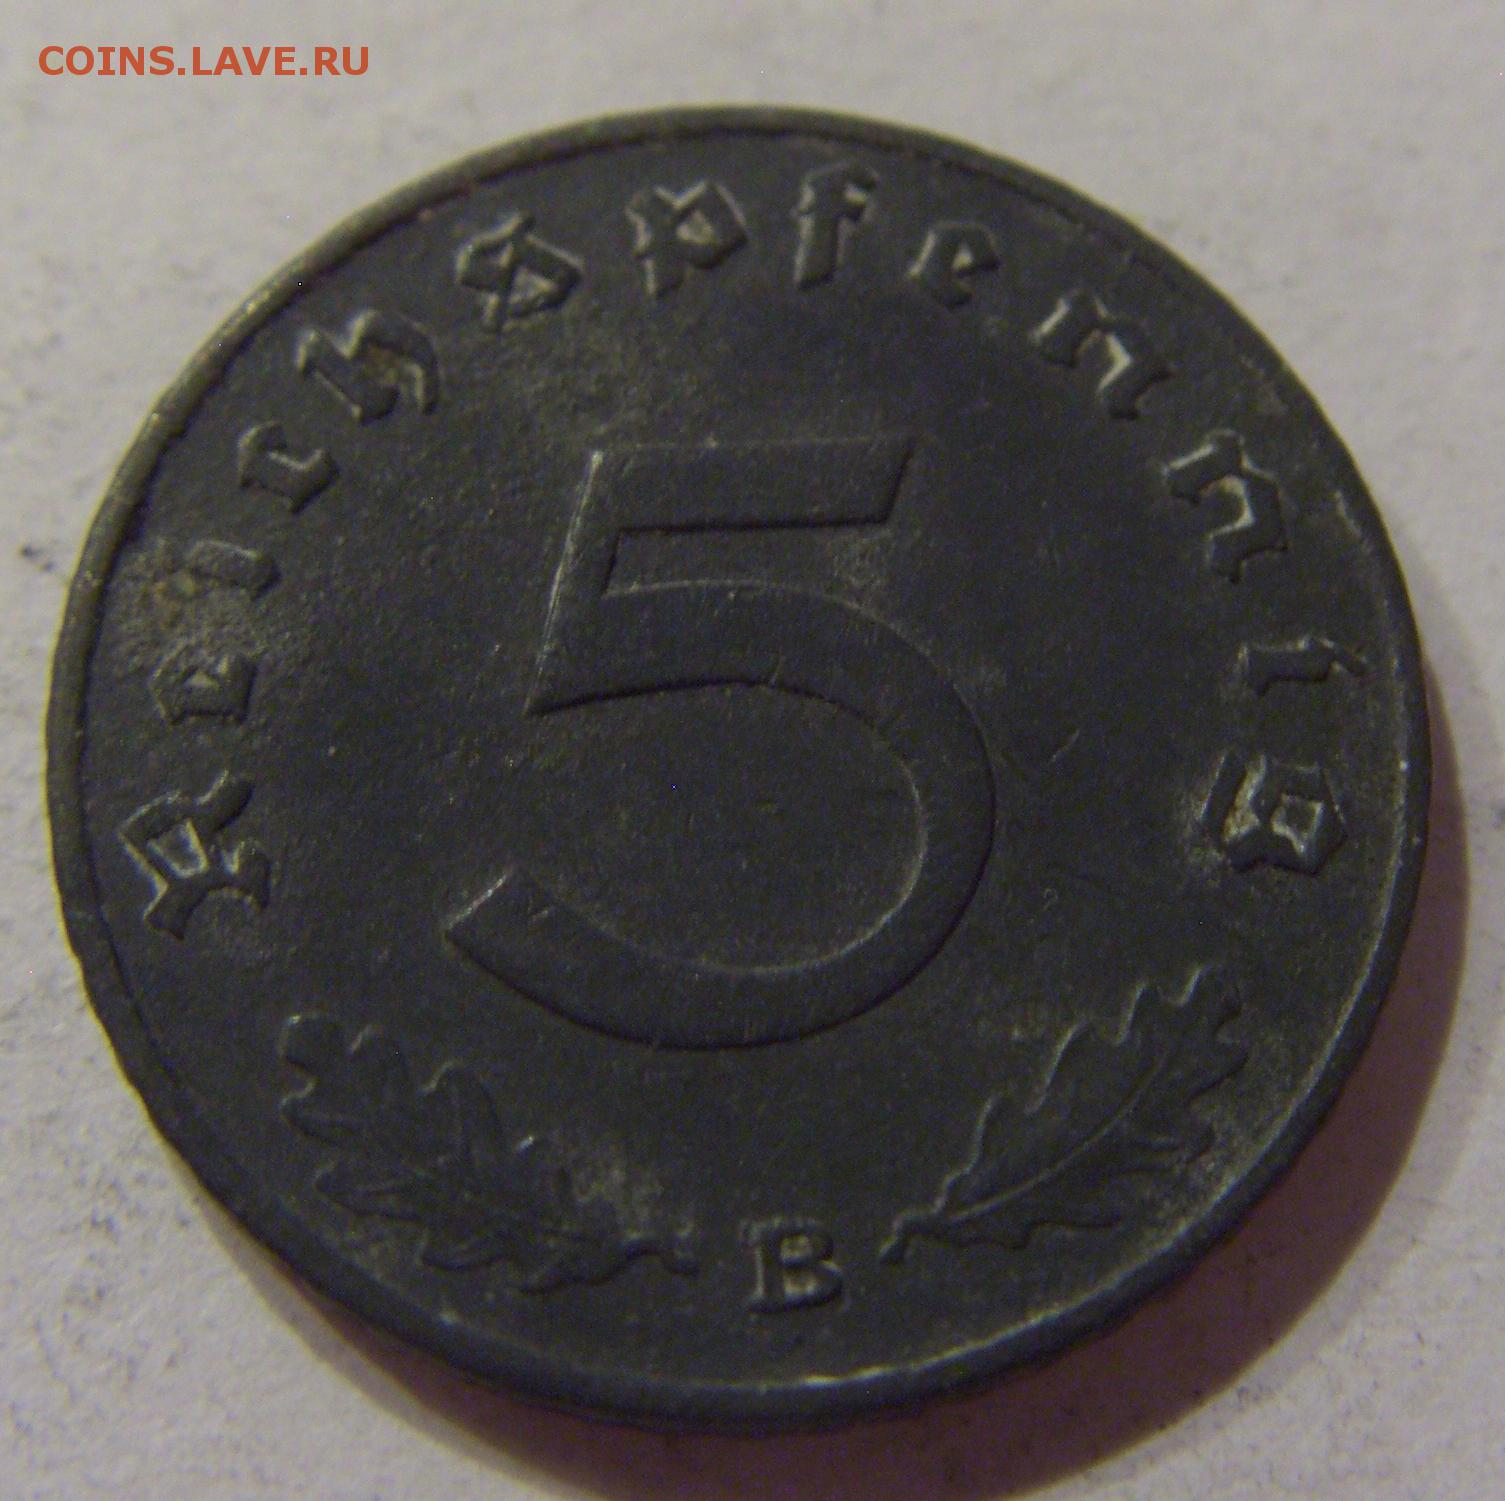 COINS.LAVE.RU
Reichspfennig
5
B